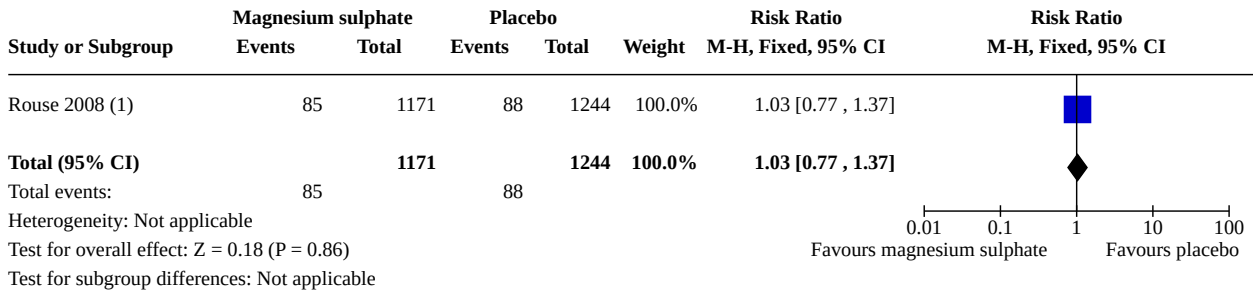 Magnesium sulphate Placebo Risk Ratio Risk Ratio
Study or Subgroup Events Total Events Total Weight M-H, Fixed, 95% CI M-H, Fixed, 95% CI
Rouse 2008 (1) 85 1171 88 1244 100.0% 1.03 [0.77 , 1.37]
Total (95% CI) 1171 1244 100.0% 1.03 [0.77 , 1.37]
Total events: 85 88
Heterogeneity: Not applicable
0.01 0.1 1 10 100
Test for overall effect: Z = 0.18 (P = 0.86)
Favours magnesium sulphate Favours placebo
Test for subgroup differences: Not applicable